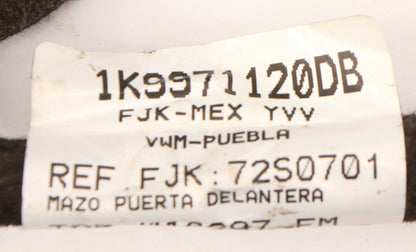 1K9971120DB
FJK-MEX YVV
VWM-PUEBLA
REF FJK:72S0701
MAZO PUERTA DELANTERA